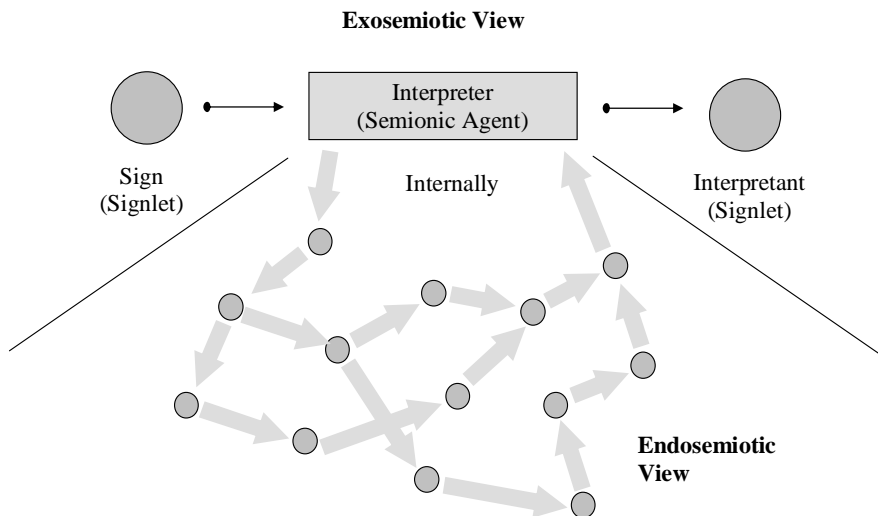 Exosemiotic View
Interpreter
(Semionic Agent)
Sign
(Signlet)
Internally
Interpretant
(Signlet)
Endosemiotic
View